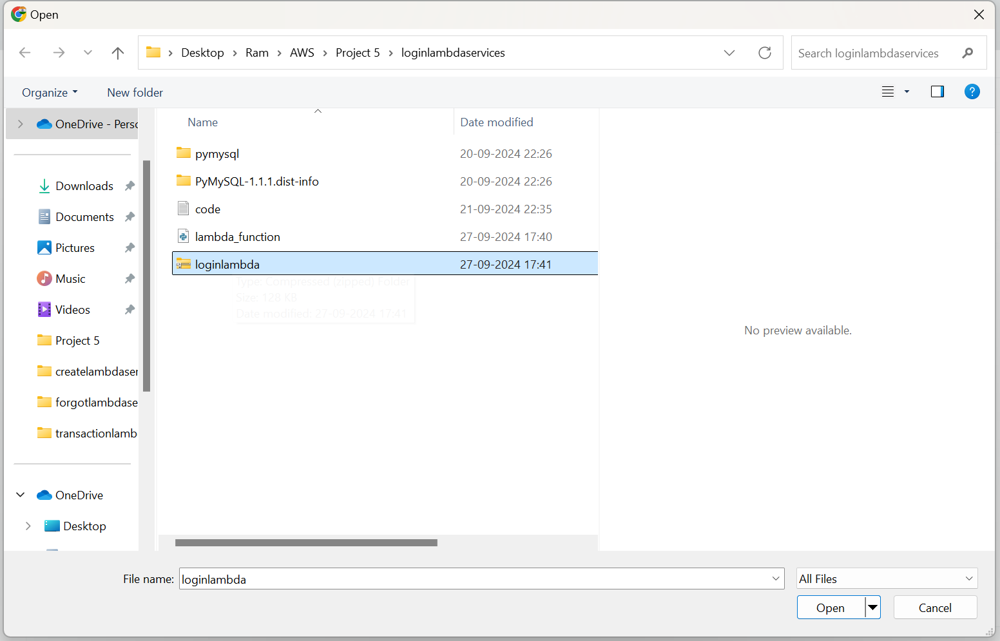 Open
Desktop > Ram > AWS > Project 5 > loginlambdaservices
Search loginlambdaservices
Organize
New folder
?
OneDrive - Perso
Name
Date modified
pymysql
20-09-2024 22:26
PyMySQL-1.1.1.dist-info
20-09-2024 22:26
code
21-09-2024 22:35
lambda_function
27-09-2024 17:40
loginlambda
27-09-2024 17:41
Type: Compressed (zipped) Folder
Size: 128 KB
Date modified: 27-09-2024 17:41
Downloads
Documents
Pictures
Music
Videos
Project 5
createlambdaser
forgotlambdase
transactionlamb
OneDrive
Desktop
No preview available.
File name:
loginlambda
All Files
Open
Cancel